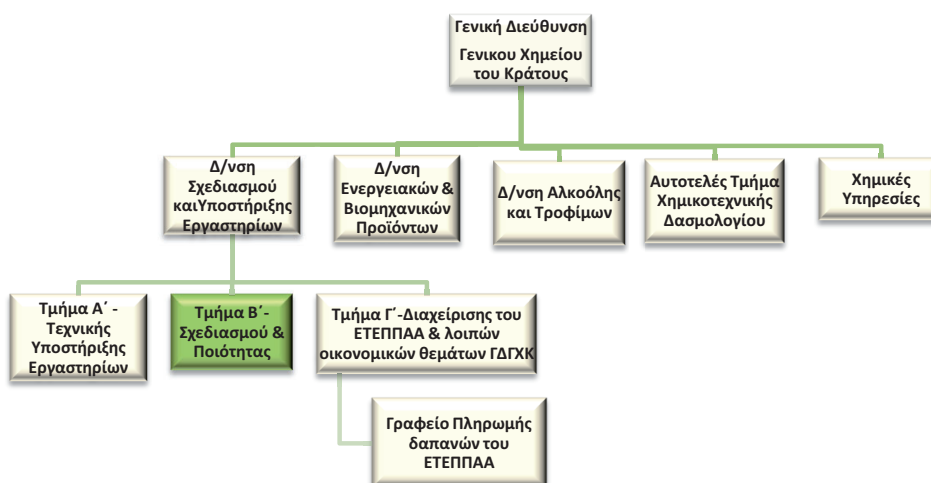 Γενική Διεύθυνση
Γενικου Χημείου
του Κράτους
Δ/νση
Σχεδιασμού
καιΥποστήριξης
Εργαστηρίων
Δ/νση
Ενεργειακών &
Βιομηχανικών
Προϊόντων
Δ/νση Αλκοόλης
και Τροφίμων
Αυτοτελές Τμήμα
Χημικοτεχνικής
Δασμολογίου
Χημικές
Υπηρεσίες
Τμήμα Α΄ -
Τεχνικής
Υποστήριξης
Εργαστηρίων
Τμήμα Β΄-
Σχεδιασμού &
Ποιότητας
Τμήμα Γ΄-Διαχείρισης του
ΕΤΕΠΠΑΑ & λοιπών
οικονομικών θεμάτων ΓΔΓΧΚ
Γραφείο Πληρωμής
δαπανών του
ΕΤΕΠΠΑΑ